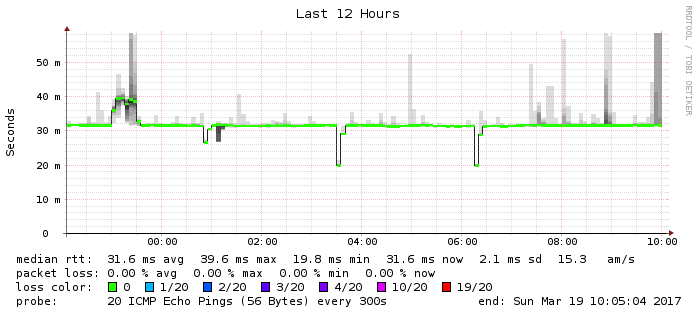 Last 12 Hours
RRDTOOL / TOBI OETIKER
Seconds
50 m
40 m
30 m
20 m
10 m
0
00:00 02:00 04:00 06:00 08:00 10:00
median rtt: 31.6 ms avg 39.6 ms max 19.8 ms min 31.6 ms now 2.1 ms sd 15.3 am/s
packet loss: 0.00 % avg 0.00 % max 0.00 % min 0.00 % now
loss color: 0 1/20 2/20 3/20 4/20 10/20 19/20
probe: 20 ICMP Echo Pings (56 Bytes) every 300s end: Sun Mar 19 10:05:04 2017